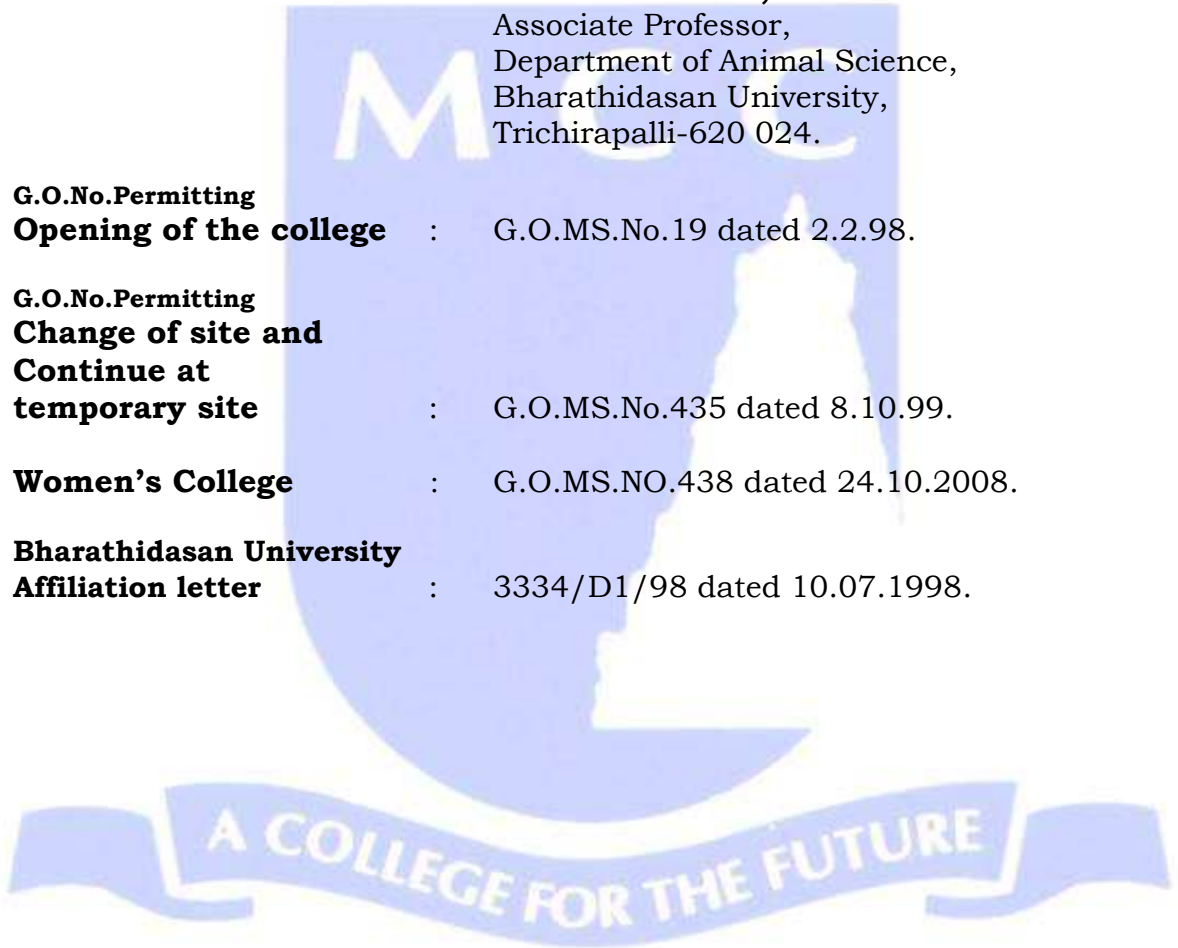 Associate Professor,
Department of Animal Science,
Bharathidasan University,
Trichirapalli-620 024.
M C C
G.O.No.Permitting
Opening of the college : G.O.MS.No.19 dated 2.2.98.
G.O.No.Permitting
Change of site and
Continue at
temporary site : G.O.MS.No.435 dated 8.10.99.
Women’s College : G.O.MS.NO.438 dated 24.10.2008.
Bharathidasan University
Affiliation letter : 3334/D1/98 dated 10.07.1998.
A COLLEGE FOR THE FUTURE